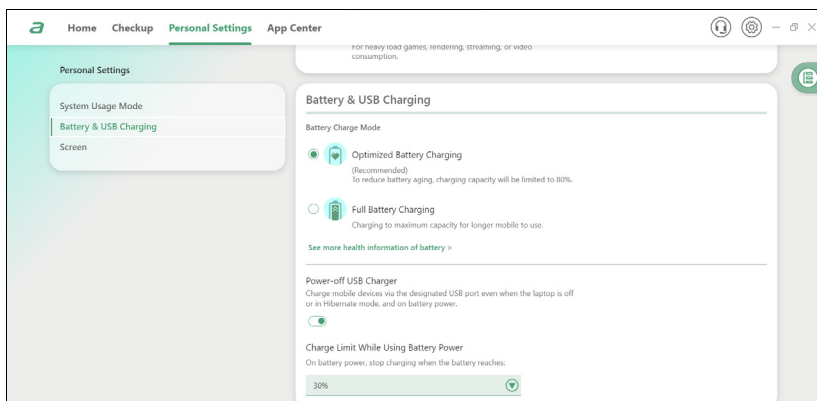 a Home Checkup Personal Settings App Center
For heavy load games, rendering, streaming, or video
consumption.
Personal Settings
System Usage Mode
Battery & USB Charging
Screen
Battery & USB Charging
Battery Charge Mode
Optimized Battery Charging
(Recommended)
To reduce battery aging, charging capacity will be limited to 80%.
Full Battery Charging
Charging to maximum capacity for longer mobile to use.
See more health information of battery >
Power-off USB Charger
Charge mobile devices via the designated USB port even when the laptop is off
or in Hibernate mode, and on battery power.
Charge Limit While Using Battery Power
On battery power, stop charging when the battery reaches:
30%